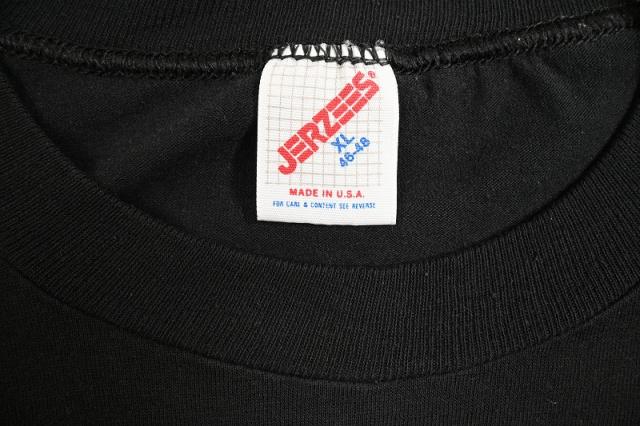 JERZEES®
XL
46-48
MADE IN U.S.A.
FOR CARE & CONTENT SEE REVERSE